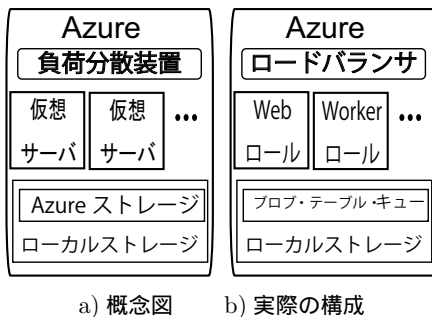 Azure
負荷分散装置
仮想
サーバ
仮想
サーバ
...
Azure ストレージ
ローカルストレージ
a) 概念図
Azure
ロードバランサ
Web
ロール
Worker
ロール
...
ブロブ・テーブル・キュー
ローカルストレージ
b) 実際の構成